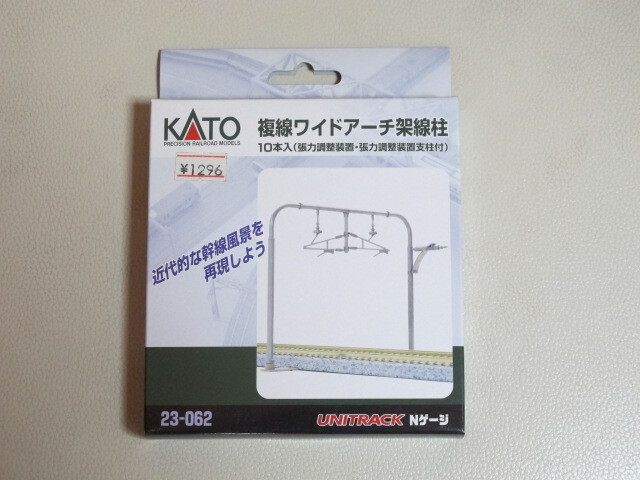 KATO
PRECISION RAILROAD MODELS
¥1296
複線ワイドアーチ架線柱
10本入(張力調整装置・張力調整装置支柱付)
近代的な幹線風景を
再現しよう
23-062
UNITRACK Nゲージ